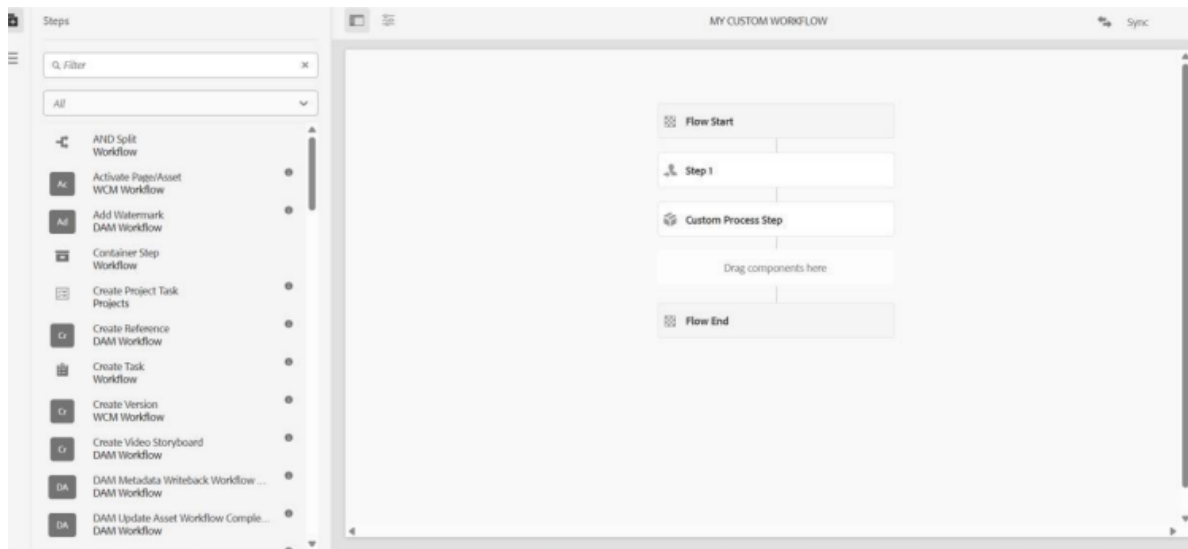 Steps
MY CUSTOM WORKFLOW
Sync
Filter
All
AND Split
Workflow
Ac
Activate Page/Asset
WCM Workflow
Ad
Add Watermark
DAM Workflow
Container Step
Workflow
Create Project Task
Projects
Cr
Create Reference
DAM Workflow
Create Task
Workflow
Cr
Create Version
WCM Workflow
Cr
Create Video Storyboard
DAM Workflow
DA
DAM Metadata Writeback Workflow ...
DAM Workflow
DA
DAM Update Asset Workflow Comple...
DAM Workflow
Flow Start
Step 1
Custom Process Step
Drag components here
Flow End